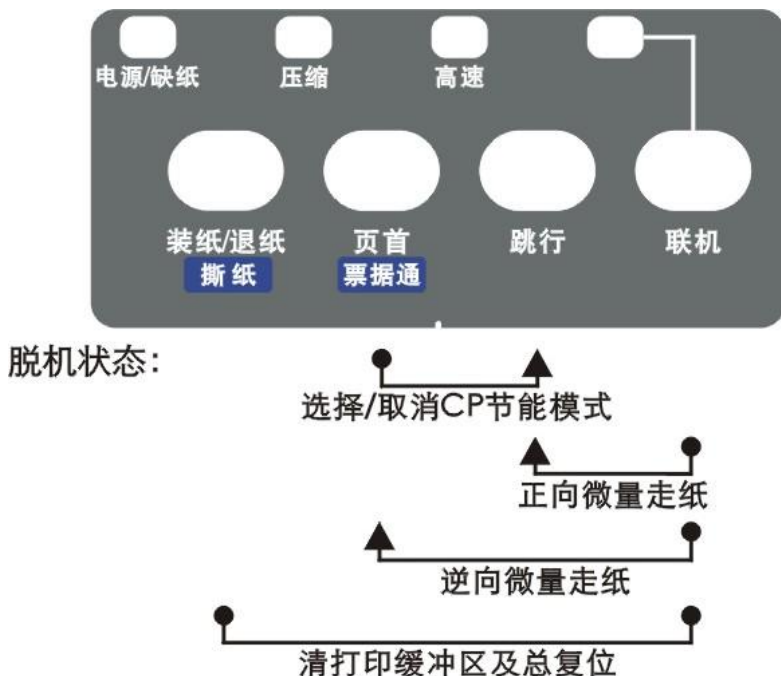 电源/缺纸 压缩 高速
装纸/退纸 页首 跳行 联机
撕纸 票据通
脱机状态：
选择/取消CP节能模式
正向微量走纸
逆向微量走纸
清打印缓冲区及总复位